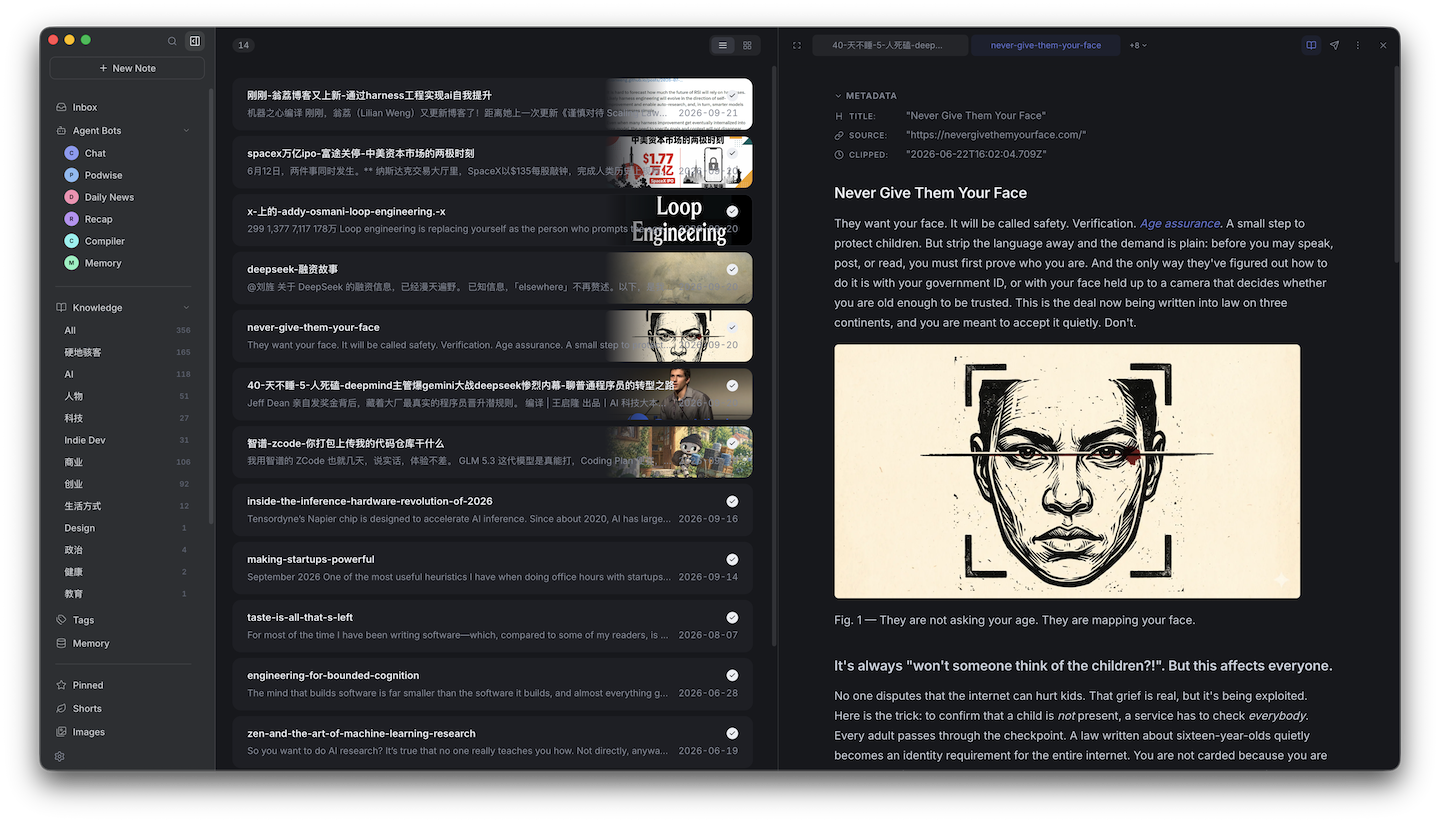 New Note
Inbox
Agent Bots
C Chat
P Podwise
D Daily News
R Recap
C Compiler
M Memory
Knowledge
All 356
硬地骇客 165
AI 116
人物 51
科技 27
Indie Dev 31
商业 106
创业 92
生活方式 12
Design 1
政治 4
健康 2
教育 1
Tags
Memory
Pinned
Shorts
Images
14
刚刚-翁荔博客又上新-通过harness工程实现ai自我提升
机器之心编译 刚刚，翁荔（Lilian Weng）又更新博客了！距离她上一次更新《谨慎对待 Scaling Law... 2026-09-21
spacex万亿ipo-富途关停-中美资本市场的两极时刻
6月12日，两件事同时发生。** 纳斯达克交易大厅里，SpaceX以$135每股敲钟，完成人类历史上
中美资本市场的两极时刻
$1.77
万亿
SpaceX IPO
x-上的-addy-osmani-loop-engineering.-x
299 1,377 7,117 178万 Loop engineering is replacing yourself as the person who prompts
Loop
Engineering
deepseek-融资故事
@刘旌 关于 DeepSeek 的融资信息，已经漫天遍野。 已知信息，「elsewhere」不再赘述。以下，
never-give-them-your-face
They want your face. It will be called safety. Verification. Age assurance. A small step to 2026-09-20
40-天不睡-5-人死磕-deepmind主管爆gemini大战deepseek惨烈内幕-聊普通程序员的转型之路
Jeff Dean 亲自发奖金背后，藏着大厂最真实的程序员晋升潜规则。 编译 | 王启隆 出品丨AI 科技大本
智谱-zcode-你打包上传我的代码仓库干什么
我用智谱的 ZCode 也就几天，说实话，体验不差。 GLM 5.3 这代模型是真能打，Coding Plan
inside-the-inference-hardware-revolution-of-2026
Tensordyne's Napier chip is designed to accelerate AI inference. Since about 2020, AI has large... 2026-09-16
making-startups-powerful
September 2026 One of the most useful heuristics I have when doing office hours with startups... 2026-09-14
taste-is-all-that-s-left
For most of the time I have been writing software—which, compared to some of my readers, is ... 2026-08-07
engineering-for-bounded-cognition
The mind that builds software is far smaller than the software it builds, and almost everything g... 2026-06-28
zen-and-the-art-of-machine-learning-research
So you want to do AI research? It's true that no one really teaches you how. Not directly, anywa... 2026-06-19
40-天不睡-5-人死磕-deep...
never-give-them-your-face
+8
METADATA
TITLE: "Never Give Them Your Face"
SOURCE: "https://nevergivethemyourface.com/"
CLIPPED: "2026-06-22T16:02:04.709Z"
Never Give Them Your Face
They want your face. It will be called safety. Verification. Age assurance. A small step to
protect children. But strip the language away and the demand is plain: before you may speak,
post, or read, you must first prove who you are. And the only way they've figured out how to
do it is with your government ID, or with your face held up to a camera that decides whether
you are old enough to be trusted. This is the deal now being written into law on three
continents, and you are meant to accept it quietly. Don't.
Fig. 1 — They are not asking your age. They are mapping your face.
It's always "won't someone think of the children?!". But this affects everyone.
No one disputes that the internet can hurt kids. That grief is real, but it's being exploited.
Here is the trick: to confirm that a child is not present, a service has to check everybody.
Every adult passes through the checkpoint. A law written about sixteen-year-olds quietly
becomes an identity requirement for the entire internet. You are not carded because you are